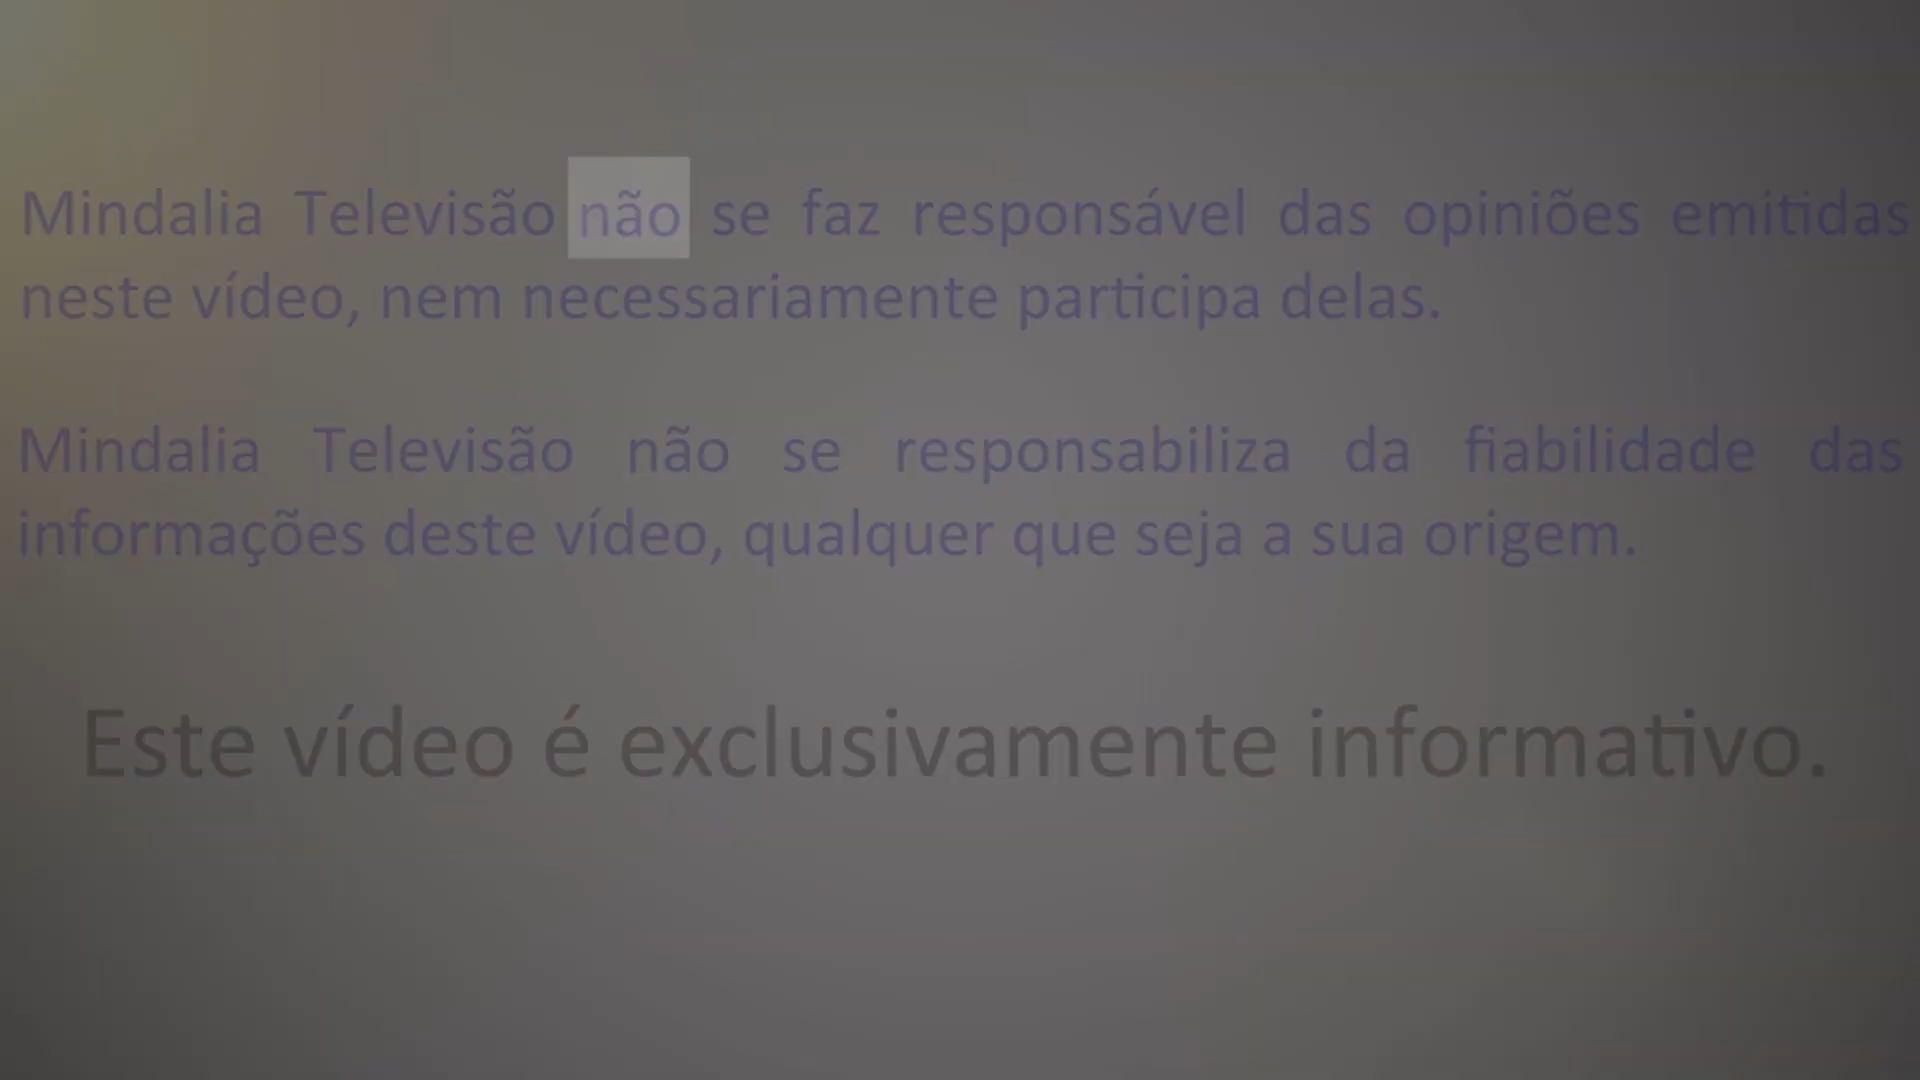 Mindalia Televisão não se faz responsável das opiniões emitidas
neste vídeo, nem necessariamente participa delas.
Mindalia Televisão não se responsabiliza da fiabilidade das
informações deste vídeo, qualquer que seja a sua origem.
Este vídeo é exclusivamente informativo.